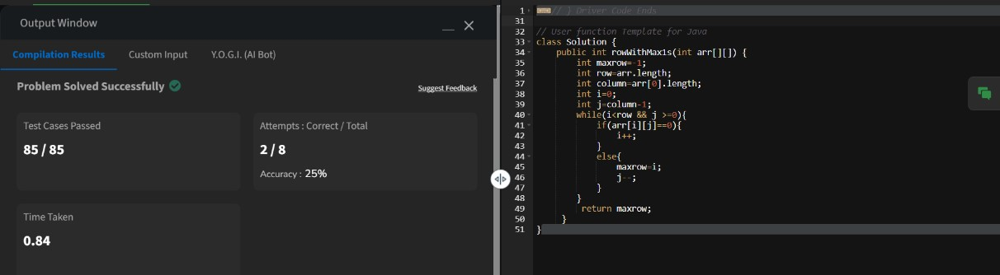 Output Window
Compilation Results
Custom Input
Y.O.G.I. (AI Bot)
Problem Solved Successfully
Suggest Feedback
Test Cases Passed
85 / 85
Attempts : Correct / Total
2 / 8
Accuracy : 25%
Time Taken
0.84
1 // } Driver Code Ends
31
32 // User function Template for Java
33 class Solution {
34     public int rowWithMax1s(int arr[][]) {
35         int maxrow=-1;
36         int row=arr.length;
37         int column=arr[0].length;
38         int i=0;
39         int j=column-1;
40         while(i<row && j >=0){
41             if(arr[i][j]==0){
42                 i++;
43             }
44             else{
45                 maxrow=i;
46                 j--;
47             }
48         }
49          return maxrow;
50      }
51 }